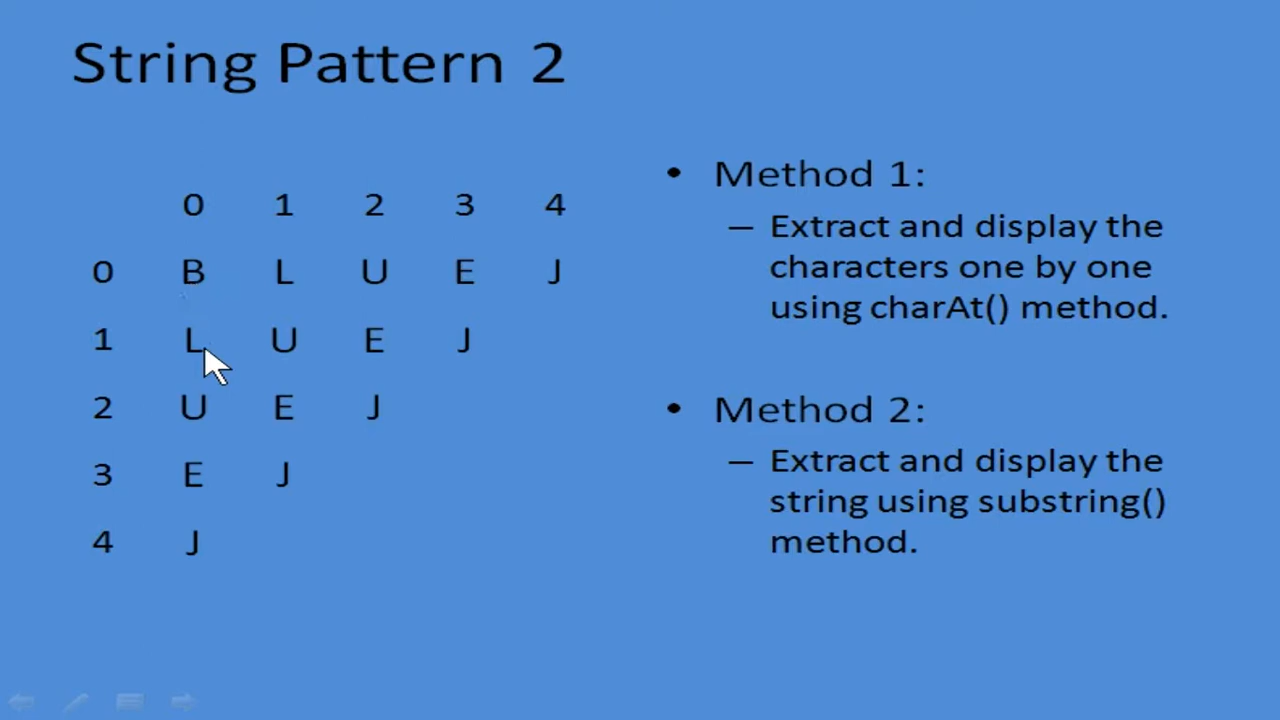 String Pattern 2
0 1 2 3 4
0 B L U E J
1 L U E J
2 U E J
3 E J
4 J
• Method 1:
– Extract and display the
characters one by one
using charAt() method.
• Method 2:
– Extract and display the
string using substring()
method.